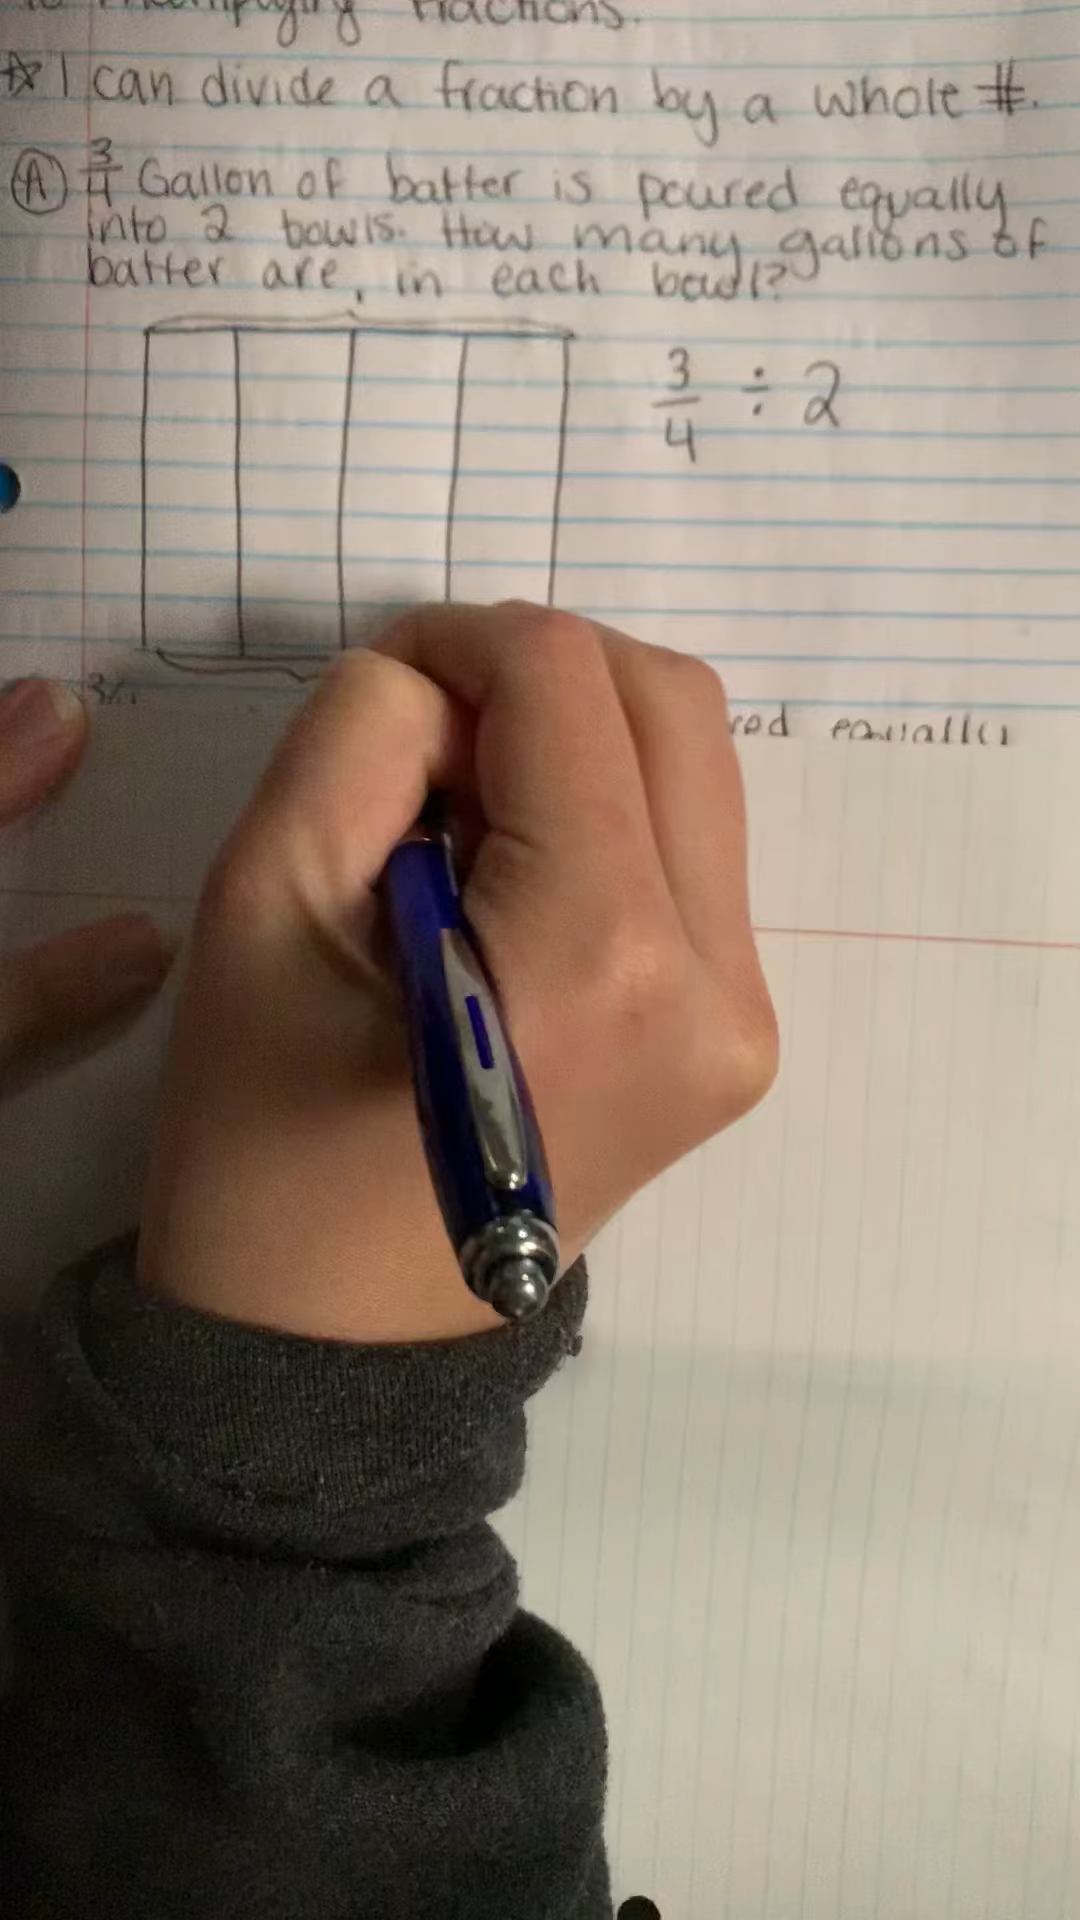 fractions.
☆ I can divide a fraction by a whole #.
Ⓐ 3/4 Gallon of batter is poured equally
into 2 bowls. How many gallons of
batter are in each bowl?
3/4 ÷ 2
equally